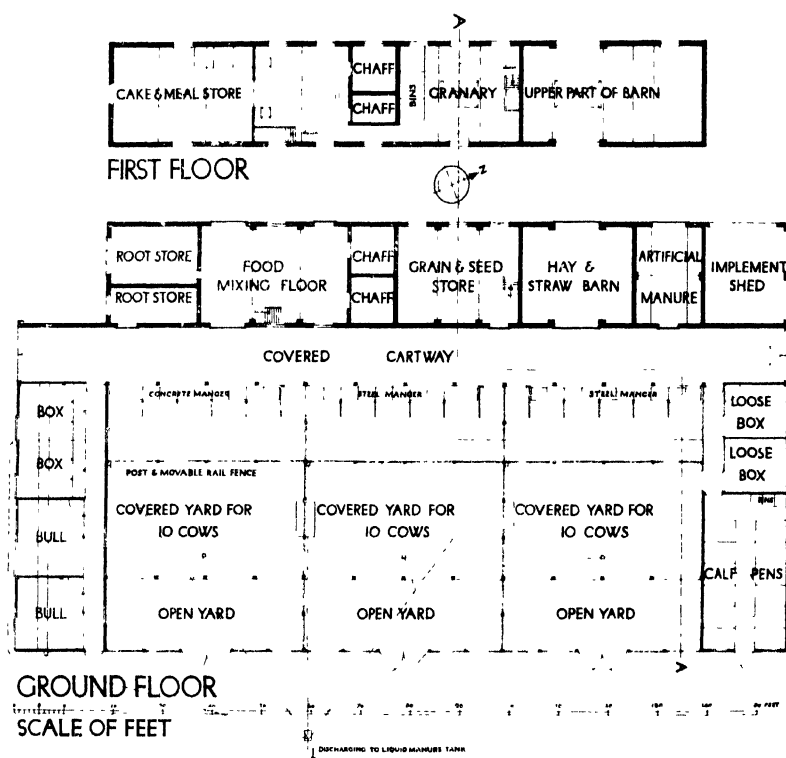 A
CAKE & MEAL STORE
CHAFF
CHAFF
BINS
GRANARY
UPPER PART OF BARN
FIRST FLOOR
N
ROOT STORE
ROOT STORE
FOOD
MIXING FLOOR
CHAFF
CHAFF
GRAIN & SEED
STORE
HAY &
STRAW BARN
ARTIFICIAL
MANURE
IMPLEMENT
SHED
COVERED CARTWAY
CONCRETE MANGER
STEEL MANGER
STEEL MANGER
BOX
BOX
BULL
BULL
LOOSE
BOX
LOOSE
BOX
POST & MOVABLE RAIL FENCE
COVERED YARD FOR
10 COWS
COVERED YARD FOR
10 COWS
COVERED YARD FOR
10 COWS
CALF PENS
OPEN YARD
OPEN YARD
OPEN YARD
A
GROUND FLOOR
SCALE OF FEET
FEET
DISCHARGING TO LIQUID MANURE TANK